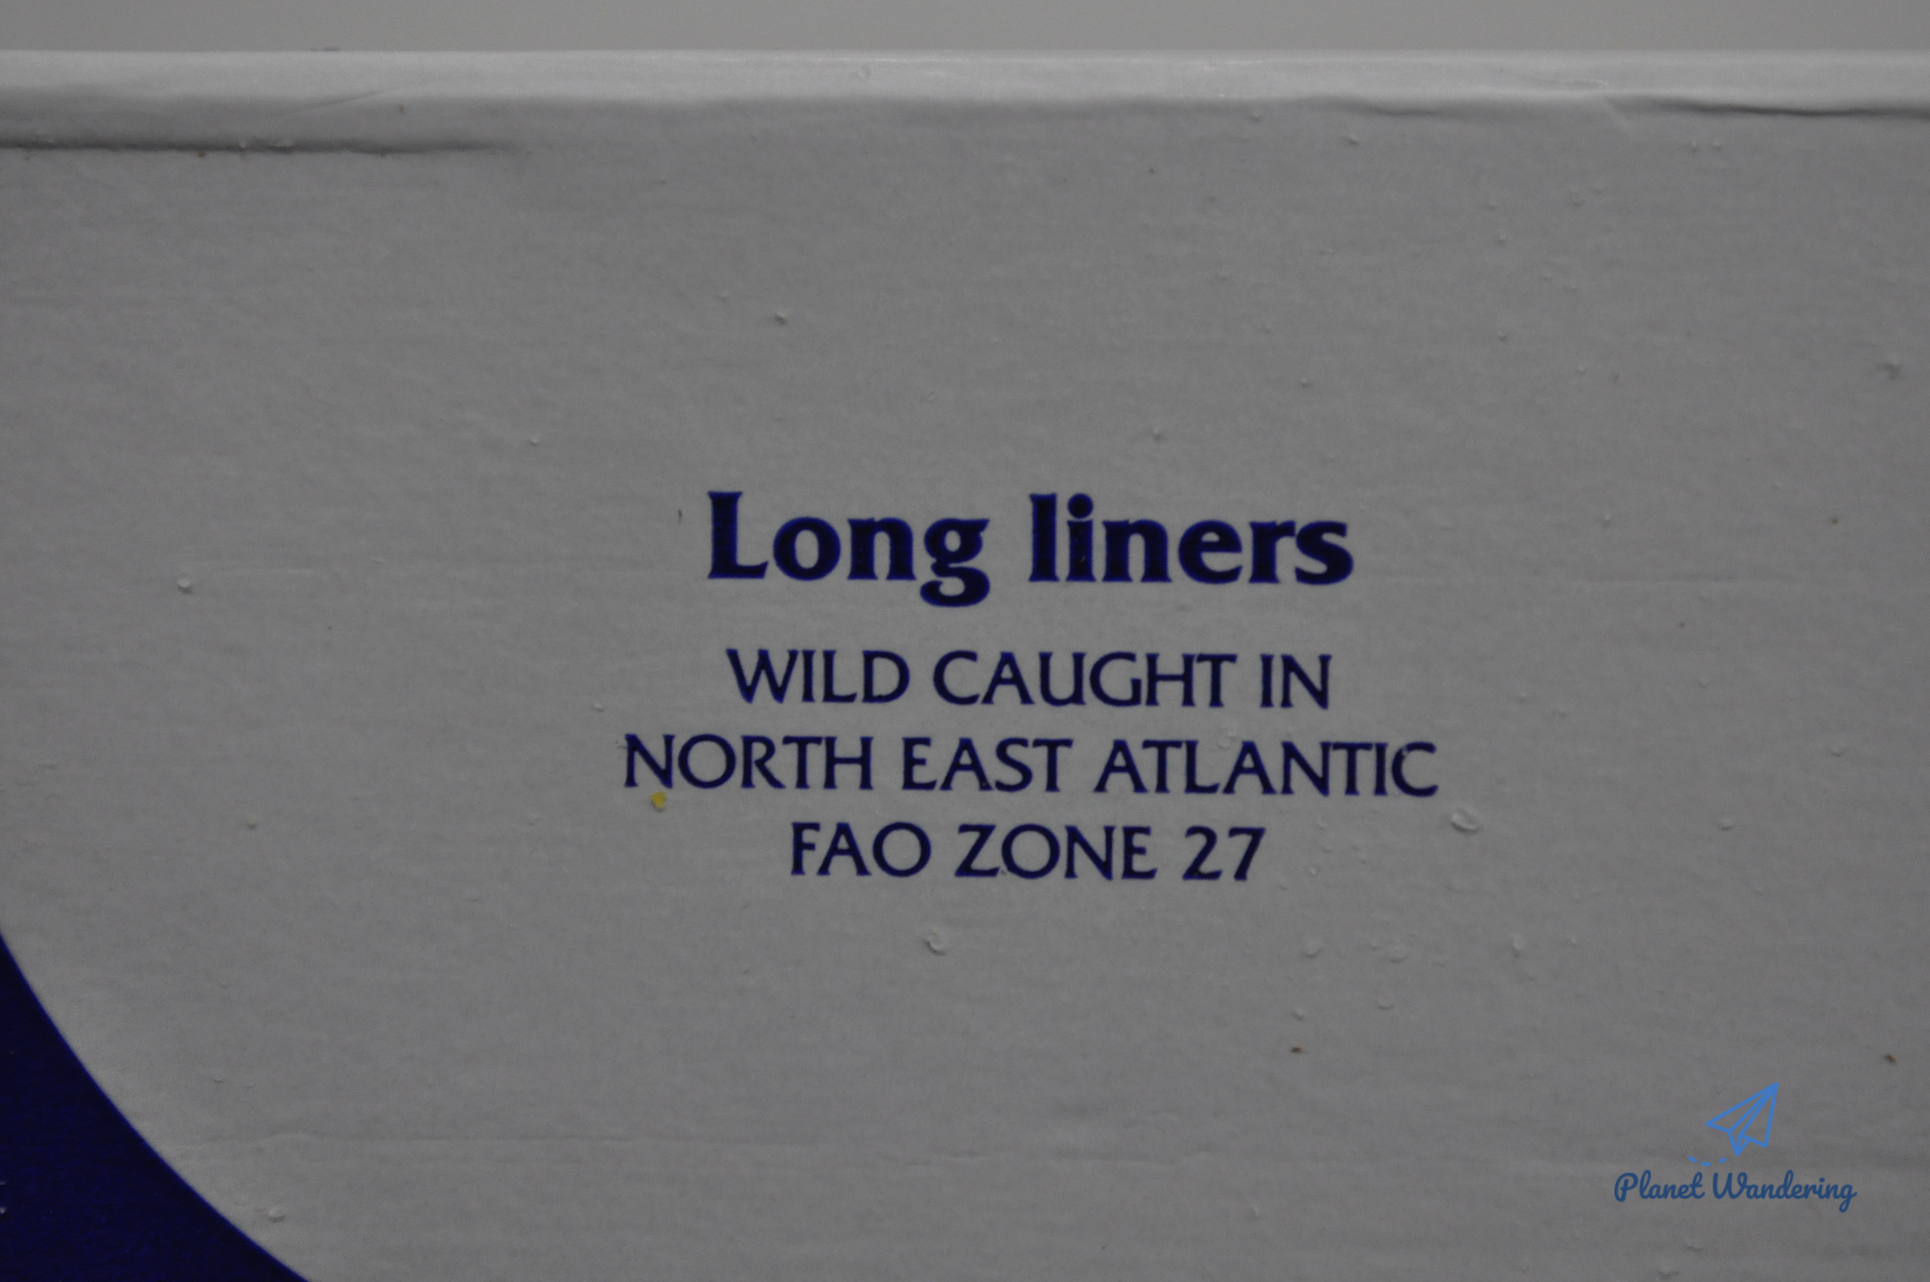 Long liners
WILD CAUGHT IN
NORTH EAST ATLANTIC
FAO ZONE 27
Planet Wandering